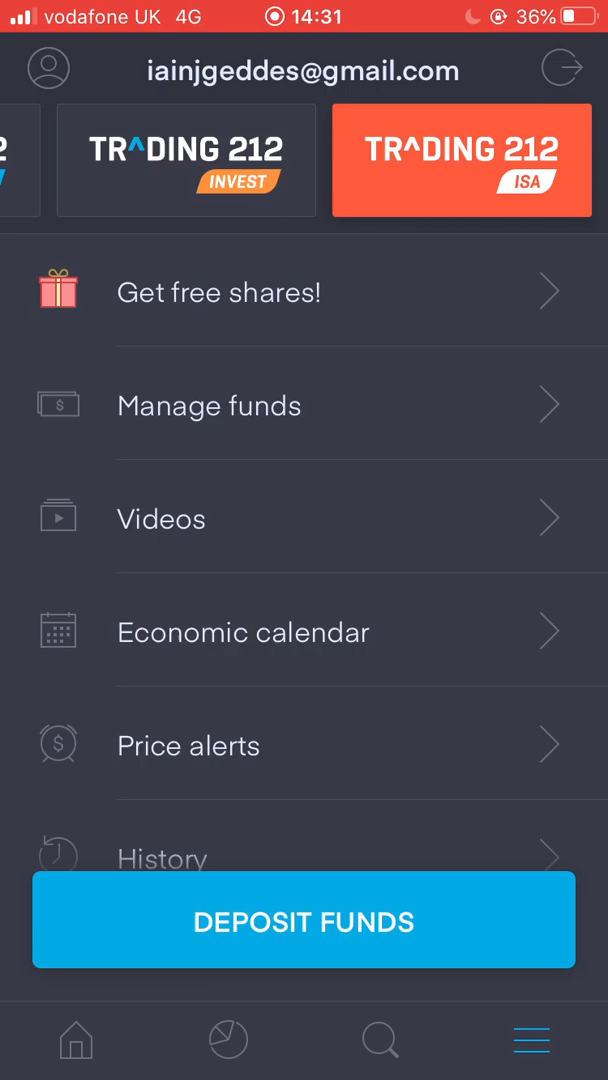 vodafone UK 4G 14:31 36%
iainjgeddes@gmail.com
2 TR^DING 212 TR^DING 212
INVEST ISA
Get free shares!
Manage funds
Videos
Economic calendar
Price alerts
History
DEPOSIT FUNDS